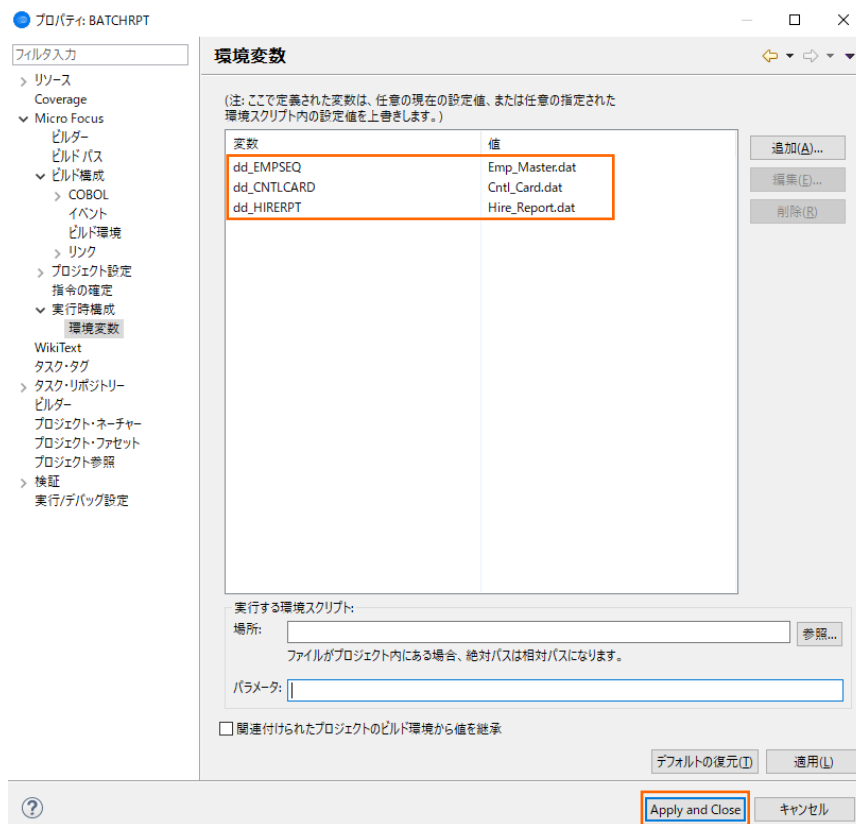 プロパティ: BATCHRPT
フィルタ入力
リソース
Coverage
Micro Focus
ビルダー
ビルド パス
ビルド構成
COBOL
イベント
ビルド環境
リンク
プロジェクト設定
指令の確定
実行時構成
環境変数
WikiText
タスク・タグ
タスク・リポジトリー
ビルダー
プロジェクト・ネーチャー
プロジェクト・ファセット
プロジェクト参照
検証
実行/デバッグ設定
環境変数
(注: ここで定義された変数は、任意の現在の設定値、または任意の指定された
環境スクリプト内の設定値を上書きします。)
変数 値
dd_EMPSEQ Emp_Master.dat
dd_CNTLCARD Cntl_Card.dat
dd_HIRERPT Hire_Report.dat
追加(A)...
編集(E)...
削除(R)
実行する環境スクリプト:
場所: 参照...
ファイルがプロジェクト内にある場合、絶対パスは相対パスになります。
パラメータ:
関連付けられたプロジェクトのビルド環境から値を継承
デフォルトの復元(T) 適用(L)
? Apply and Close キャンセル